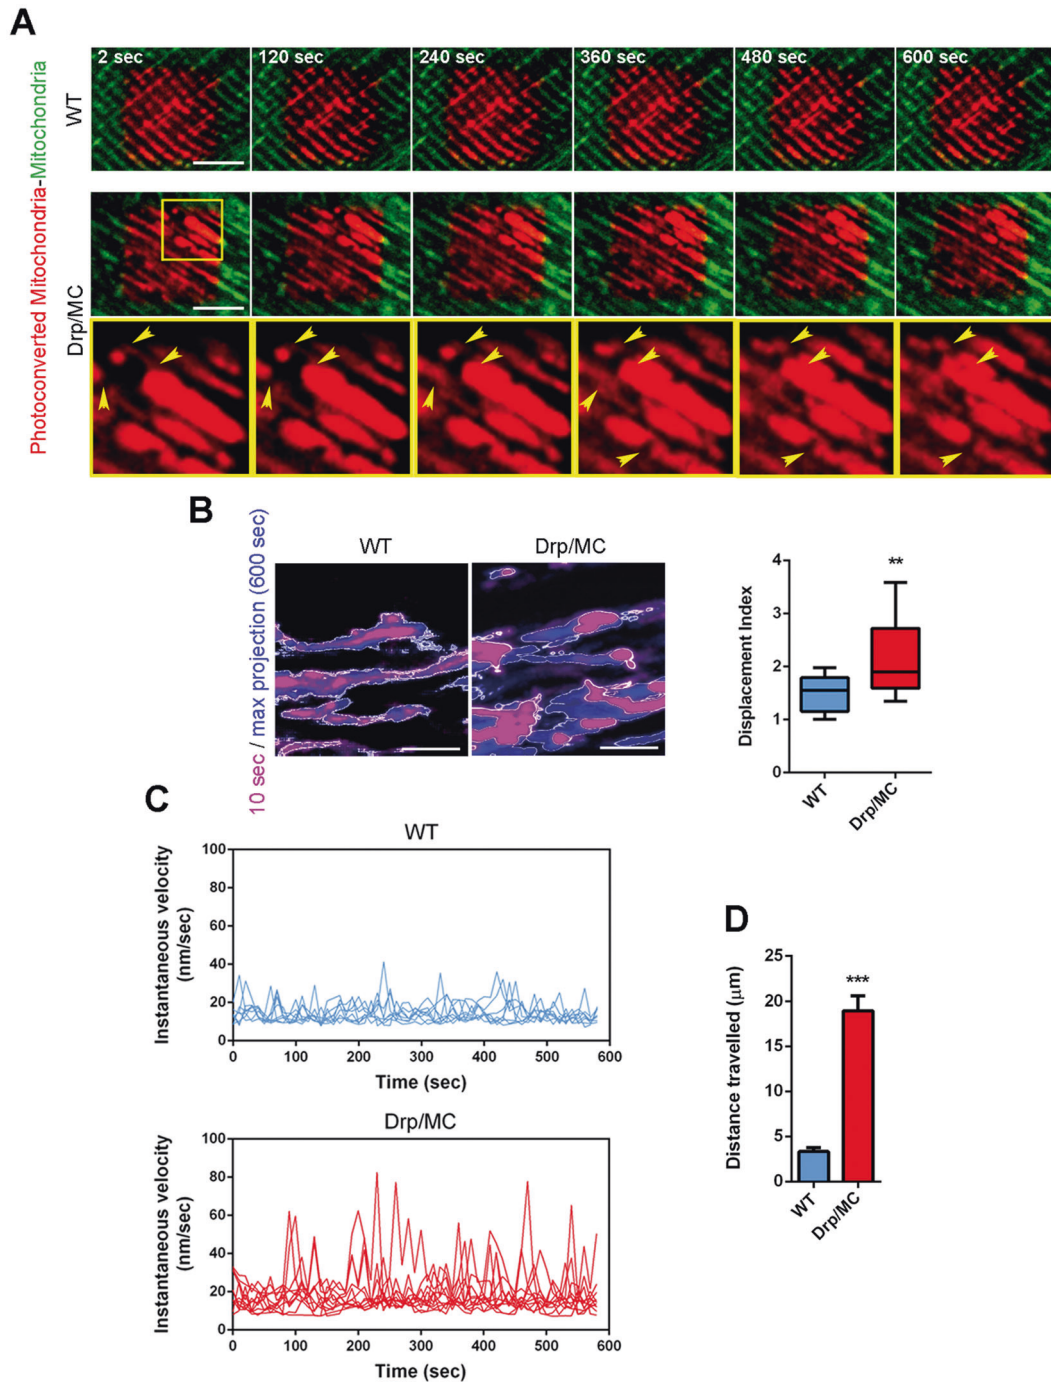 A
Photoconverted Mitochondria-Mitochondria
WT
2 sec
120 sec
240 sec
360 sec
480 sec
600 sec
Drp/MC
B
10 sec / max projection (600 sec)
WT
Drp/MC
Displacement Index
4
3
2
1
0
**
WT
Drp/MC
C
WT
Instantaneous velocity
(nm/sec)
100
80
60
40
20
0
0 100 200 300 400 500 600
Time (sec)
Drp/MC
Instantaneous velocity
(nm/sec)
100
80
60
40
20
0
0 100 200 300 400 500 600
Time (sec)
D
Distance travelled (μm)
25
20
15
10
5
0
***
WT
Drp/MC